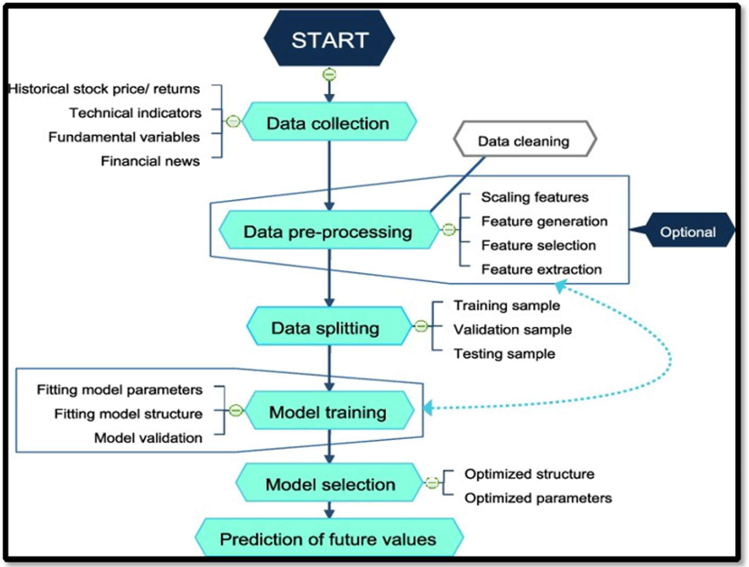 START
Historical stock price/ returns
Technical indicators
Fundamental variables
Financial news
Data collection
Data cleaning
Data pre-processing
Scaling features
Feature generation
Feature selection
Feature extraction
Optional
Data splitting
Training sample
Validation sample
Testing sample
Fitting model parameters
Fitting model structure
Model validation
Model training
Model selection
Optimized structure
Optimized parameters
Prediction of future values